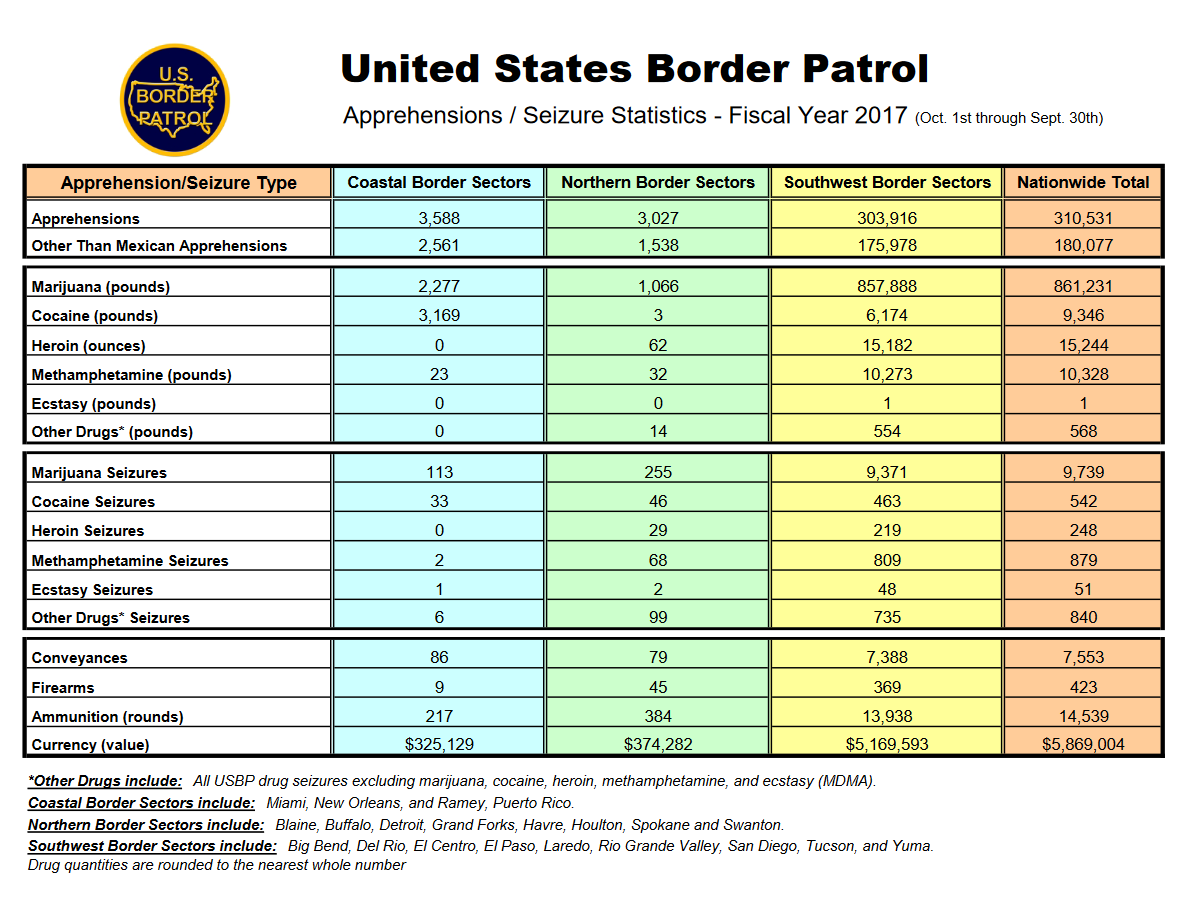 U.S.
BORDER
PATROL
United States Border Patrol
Apprehensions / Seizure Statistics - Fiscal Year 2017 (Oct. 1st through Sept. 30th)
Apprehension/Seizure Type Coastal Border Sectors Northern Border Sectors Southwest Border Sectors Nationwide Total
Apprehensions 3,588 3,027 303,916 310,531
Other Than Mexican Apprehensions 2,561 1,538 175,978 180,077
Marijuana (pounds) 2,277 1,066 857,888 861,231
Cocaine (pounds) 3,169 3 6,174 9,346
Heroin (ounces) 0 62 15,182 15,244
Methamphetamine (pounds) 23 32 10,273 10,328
Ecstasy (pounds) 0 0 1 1
Other Drugs* (pounds) 0 14 554 568
Marijuana Seizures 113 255 9,371 9,739
Cocaine Seizures 33 46 463 542
Heroin Seizures 0 29 219 248
Methamphetamine Seizures 2 68 809 879
Ecstasy Seizures 1 2 48 51
Other Drugs* Seizures 6 99 735 840
Conveyances 86 79 7,388 7,553
Firearms 9 45 369 423
Ammunition (rounds) 217 384 13,938 14,539
Currency (value) $325,129 $374,282 $5,169,593 $5,869,004
*Other Drugs include: All USBP drug seizures excluding marijuana, cocaine, heroin, methamphetamine, and ecstasy (MDMA).
Coastal Border Sectors include: Miami, New Orleans, and Ramey, Puerto Rico.
Northern Border Sectors include: Blaine, Buffalo, Detroit, Grand Forks, Havre, Houlton, Spokane and Swanton.
Southwest Border Sectors include: Big Bend, Del Rio, El Centro, El Paso, Laredo, Rio Grande Valley, San Diego, Tucson, and Yuma.
Drug quantities are rounded to the nearest whole number